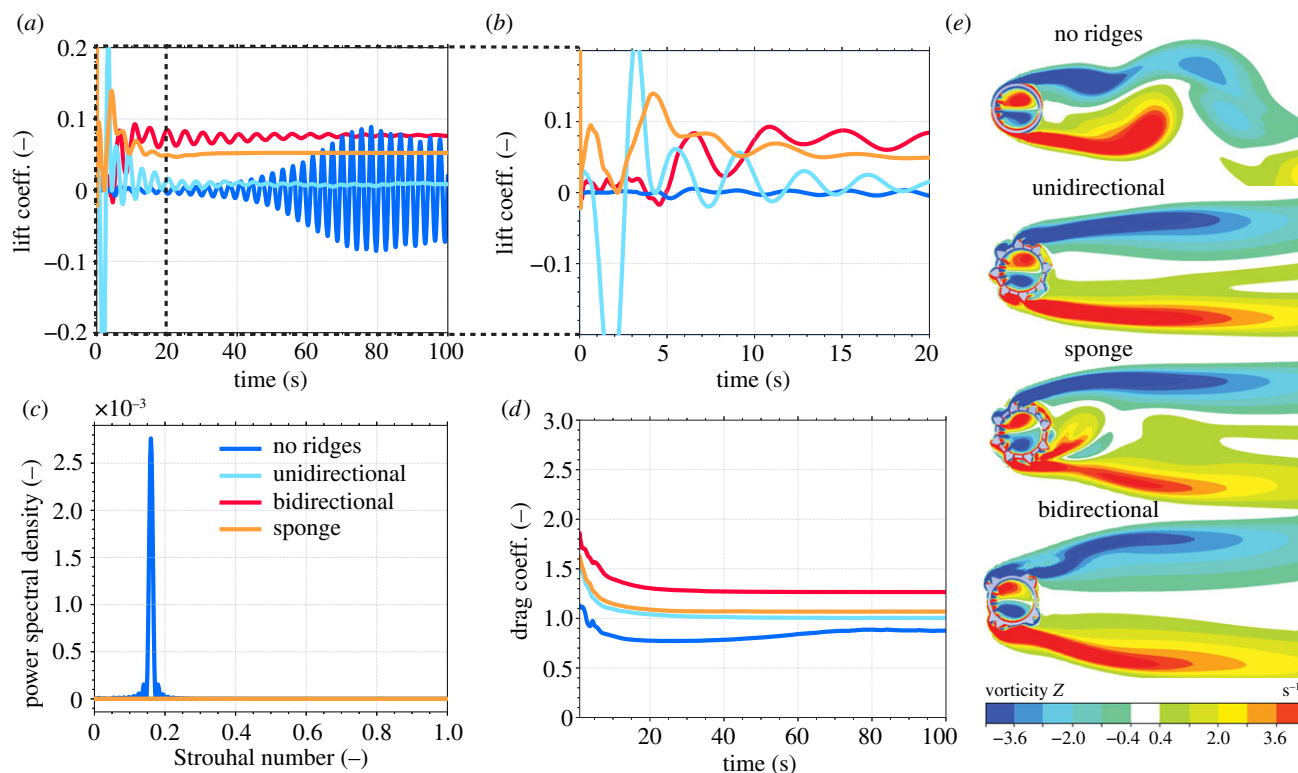 (a)
0.2
0.1
0
−0.1
−0.2
lift coeff. (–)
0 20 40 60 80 100
time (s)
(b)
0.1
0
−0.1
lift coeff. (–)
0 5 10 15 20
time (s)
(c)
×10⁻³
2.5
2.0
1.5
1.0
0.5
0
power spectral density (–)
no ridges
unidirectional
bidirectional
sponge
0 0.2 0.4 0.6 0.8 1.0
Strouhal number (–)
(d)
3.0
2.5
2.0
1.5
1.0
0.5
0
drag coeff. (–)
20 40 60 80 100
time (s)
(e)
no ridges
unidirectional
sponge
bidirectional
vorticity Z s⁻¹
−3.6 −2.0 −0.4 0.4 2.0 3.6